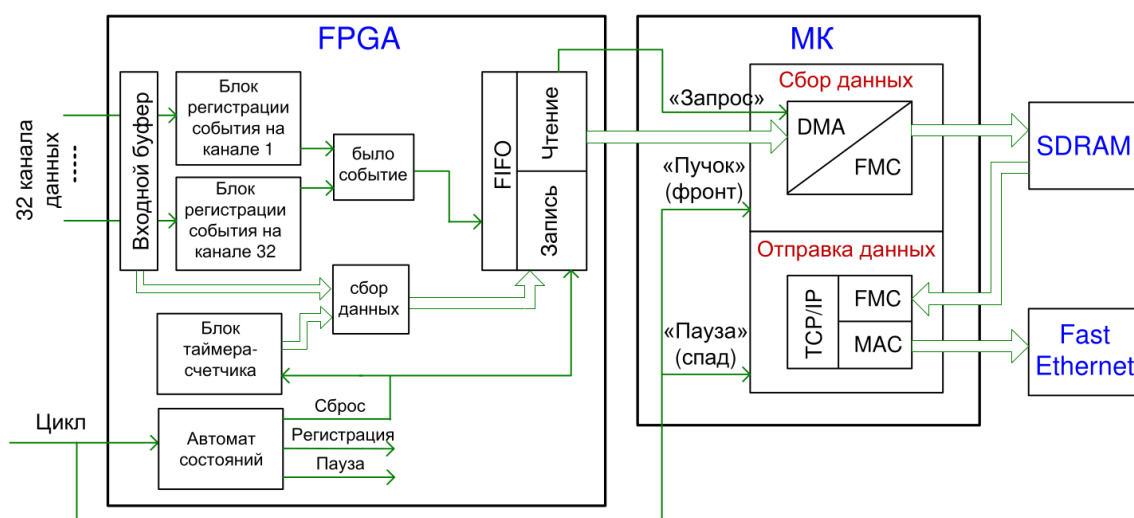 FPGA
МК
32 канала
данных
Входной буфер
Блок
регистрации
события на
канале 1
Блок
регистрации
события на
канале 32
было
событие
FIFO
Чтение
Запись
сбор
данных
Блок
таймера-
счетчика
Цикл
Автомат
состояний
Сброс
Регистрация
Пауза
«Запрос»
«Пучок»
(фронт)
«Пауза»
(спад)
Сбор данных
DMA
FMC
Отправка данных
TCP/IP
FMC
MAC
SDRAM
Fast
Ethernet